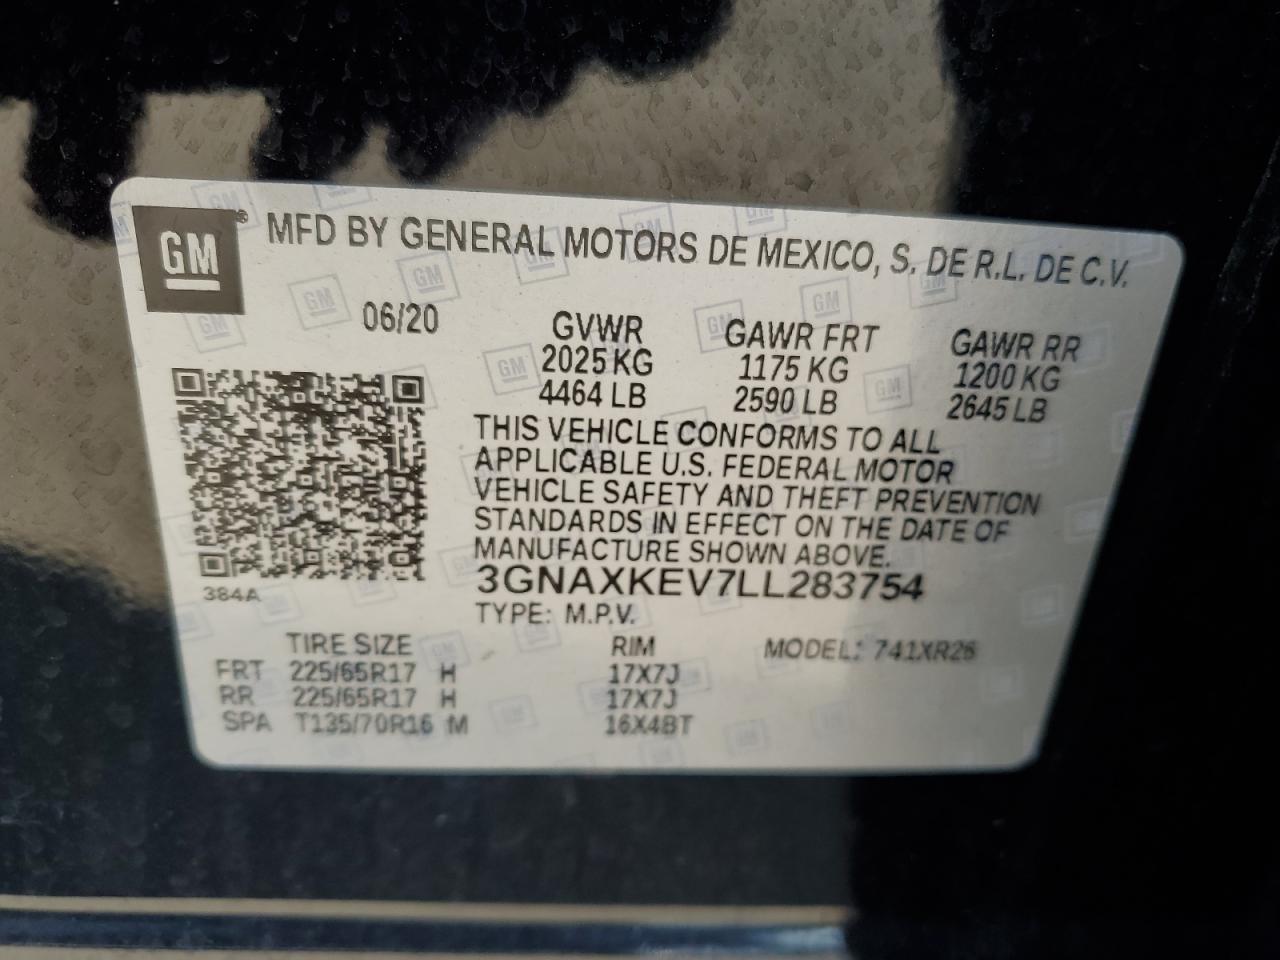 GM® MFD BY GENERAL MOTORS DE MEXICO, S. DE R.L. DE C.V.
06/20 GVWR GAWR FRT GAWR RR
2025 KG 1175 KG 1200 KG
4464 LB 2590 LB 2645 LB
THIS VEHICLE CONFORMS TO ALL
APPLICABLE U.S. FEDERAL MOTOR
VEHICLE SAFETY AND THEFT PREVENTION
STANDARDS IN EFFECT ON THE DATE OF
MANUFACTURE SHOWN ABOVE.
384A 3GNAXKEV7LL283754
TYPE: M.P.V.
TIRE SIZE RIM MODEL: 741XR26
FRT 225/65R17 H 17X7J
RR 225/65R17 H 17X7J
SPA T135/70R16 M 16X4BT